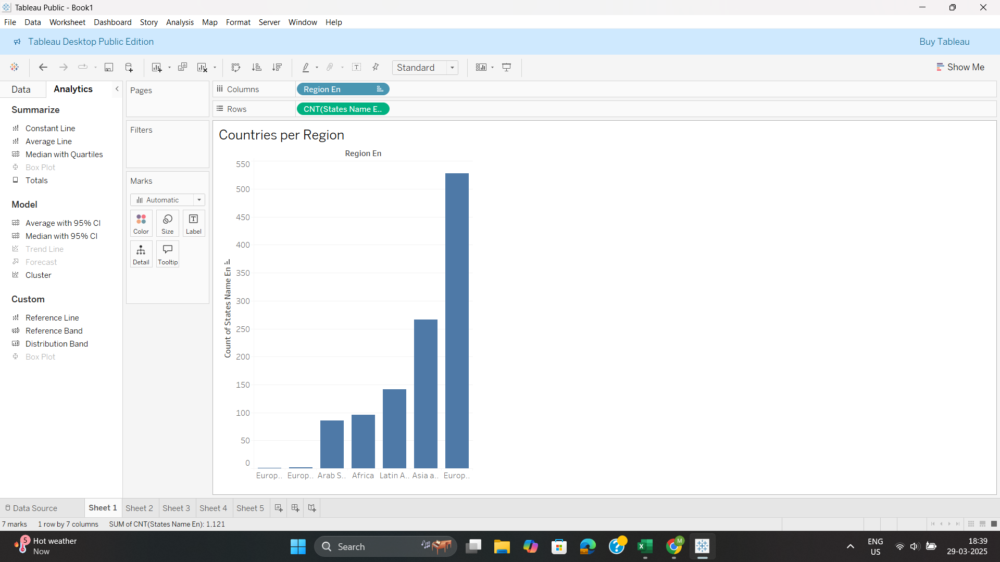 Tableau Public - Book1
File Data Worksheet Dashboard Story Analysis Map Format Server Window Help
Tableau Desktop Public Edition
Buy Tableau
Standard
Show Me
Data
Analytics
Summarize
Constant Line
Average Line
Median with Quartiles
Box Plot
Totals
Model
Average with 95% CI
Median with 95% CI
Trend Line
Forecast
Cluster
Custom
Reference Line
Reference Band
Distribution Band
Box Plot
Pages
Filters
Marks
Automatic
Color
Size
Label
Detail
Tooltip
Columns
Region En
Rows
CNT(States Name E..
Countries per Region
Region En
Count of States Name En
550
500
450
400
350
300
250
200
150
100
50
0
Europ.. Europ.. Arab S.. Africa Latin A.. Asia a.. Europ..
Data Source
Sheet 1
Sheet 2
Sheet 3
Sheet 4
Sheet 5
7 marks
1 row by 7 columns
SUM of CNT(States Name En): 1,121
5
Hot weather
Now
Search
M
ENG
US
18:39
29-03-2025